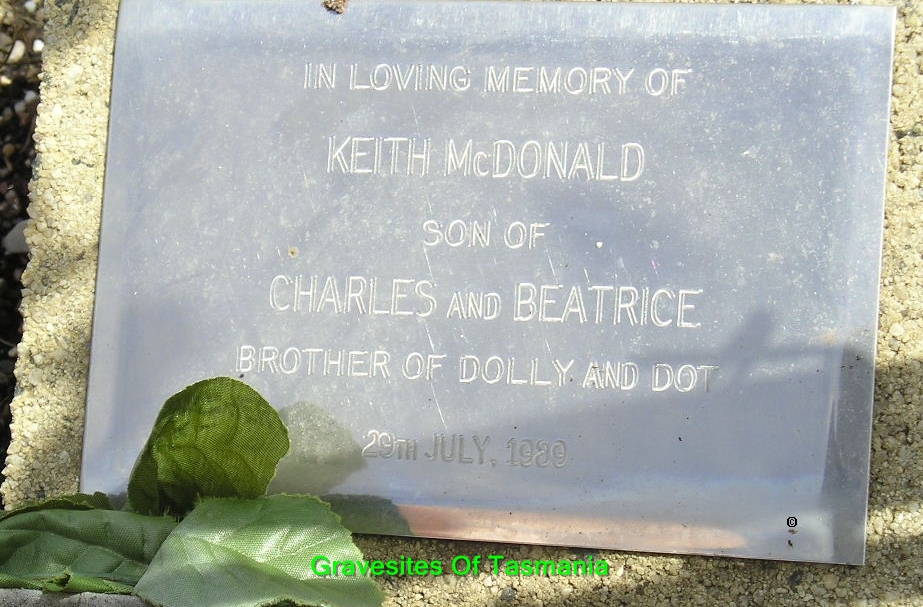 IN LOVING MEMORY OF
KEITH McDONALD
SON OF
CHARLES AND BEATRICE
BROTHER OF DOLLY AND DOT
29TH JULY, 1989
©
Gravesites Of Tasmania